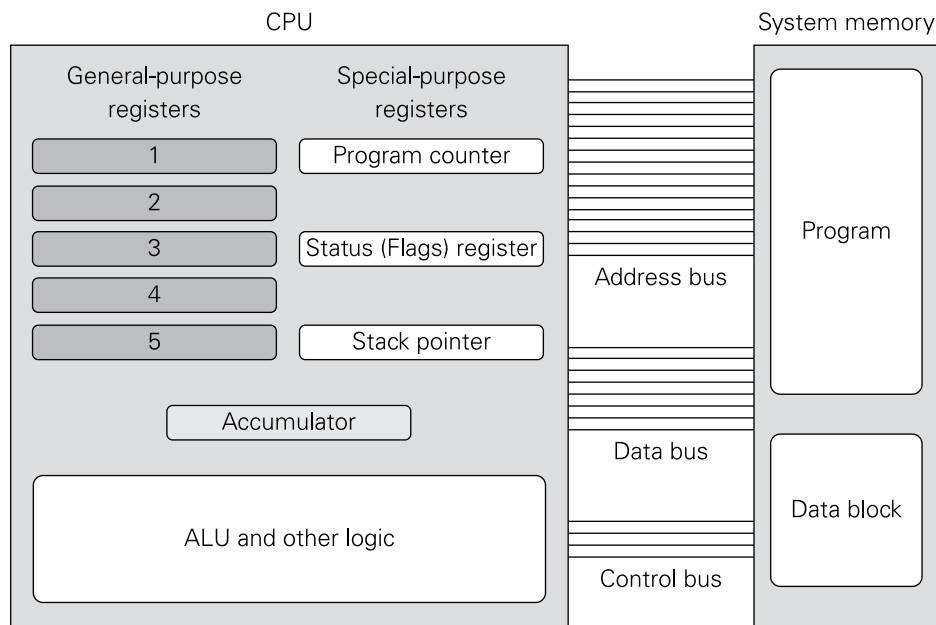 CPU
System memory
General-purpose
registers
Special-purpose
registers
1
Program counter
2
3
Status (Flags) register
4
5
Stack pointer
Accumulator
ALU and other logic
Address bus
Data bus
Control bus
Program
Data block